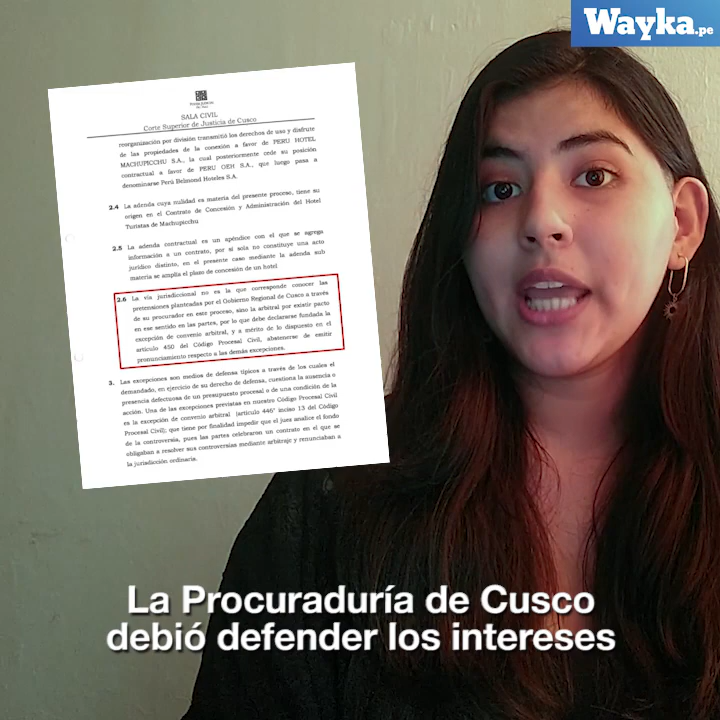 Wayka.pe
SALA CIVIL
Corte Superior de Justicia de Cusco
reorganización por división transmitió los derechos de uso y disfrute
de las propiedades de la conexión a favor de PERU HOTEL
MACHUPICCHU S.A., la cual posteriormente cede su posición
contractual a favor de PERU OEH S.A., que luego pasa a
denominarse Perú Belmond Hoteles S.A.
2.4 La adenda cuya nulidad es materia del presente proceso, tiene su
origen en el Contrato de Concesión y Administración del Hotel
Turistas de Machupicchu
2.5 La adenda contractual es un apéndice con el que se agrega
información a un contrato, por si sola no constituye una acto
jurídico distinto, en el presente caso mediante la adenda sub
materia se amplía el plazo de concesión de un hotel
2.6 La vía jurisdiccional no es la que corresponde conocer las
pretensiones planteadas por el Gobierno Regional de Cusco a través
de su procurador en este proceso, sino la arbitral por existir pacto
en ese sentido en las partes, por lo que debe declararse fundada la
excepción de convenio arbitral, y a mérito de lo dispuesto en el
artículo 450 del Código Procesal Civil, abstenerse de emitir
pronunciamiento respecto a las demás excepciones.
3. Las excepciones son medios de defensa típicos a través de los cuales el
demandado, en ejercicio de su derecho de defensa, cuestiona la ausencia o
presencia defectuosa de un presupuesto procesal o de una condición de la
acción. Una de las excepciones previstas en nuestro Código Procesal Civil
es la excepción de convenio arbitral (artículo 446° inciso 13 del Código
Procesal Civil); que tiene por finalidad impedir que el jues analice el fondo
de la controversia, pues las partes celebraron un contrato en el que se
obligaban a resolver sus controversias mediante arbitraje y renunciaban a
la jurisdicción ordinaria.
La Procuraduría de Cusco
debió defender los intereses